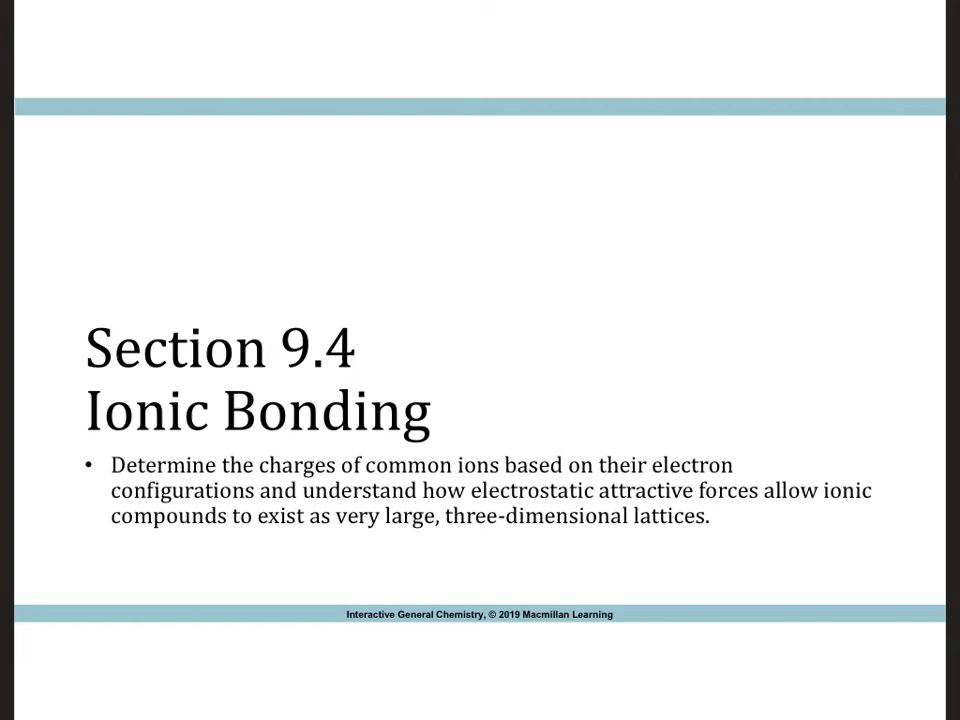 Section 9.4
Ionic Bonding
• Determine the charges of common ions based on their electron
configurations and understand how electrostatic attractive forces allow ionic
compounds to exist as very large, three-dimensional lattices.
Interactive General Chemistry, © 2019 Macmillan Learning